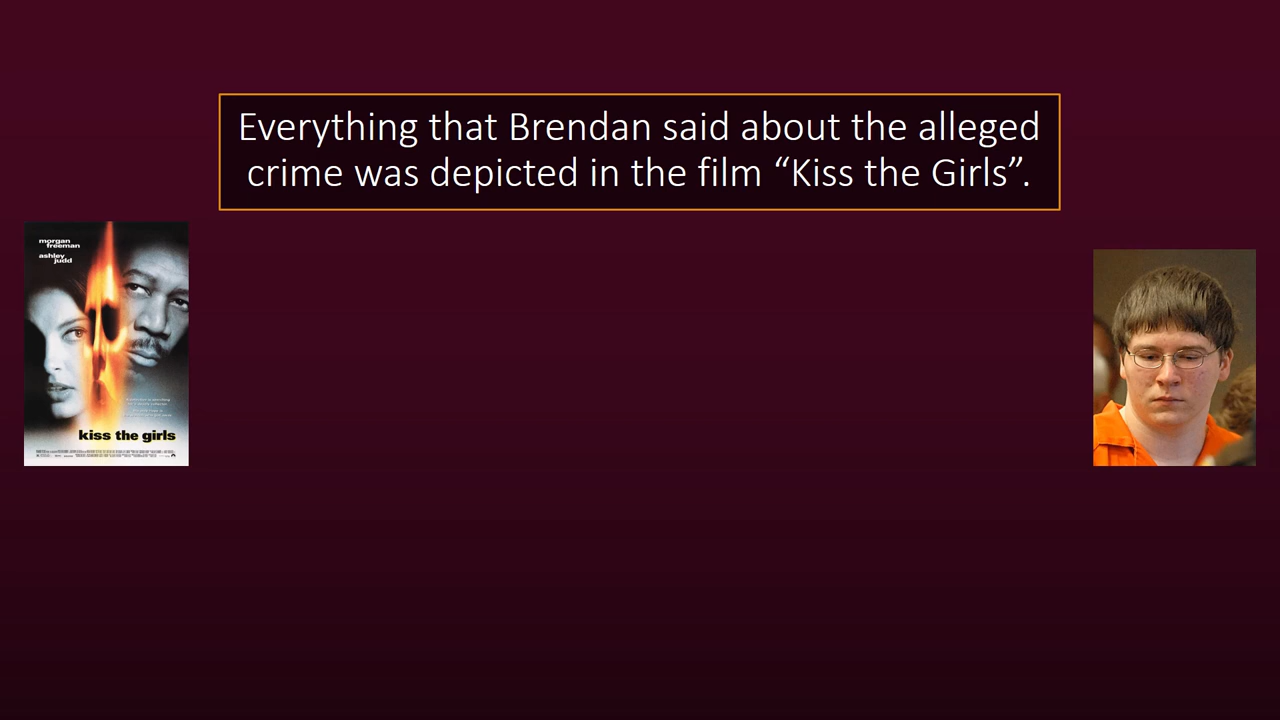 Everything that Brendan said about the alleged
crime was depicted in the film “Kiss the Girls”.
morgan
freeman
ashley
judd
kiss the girls